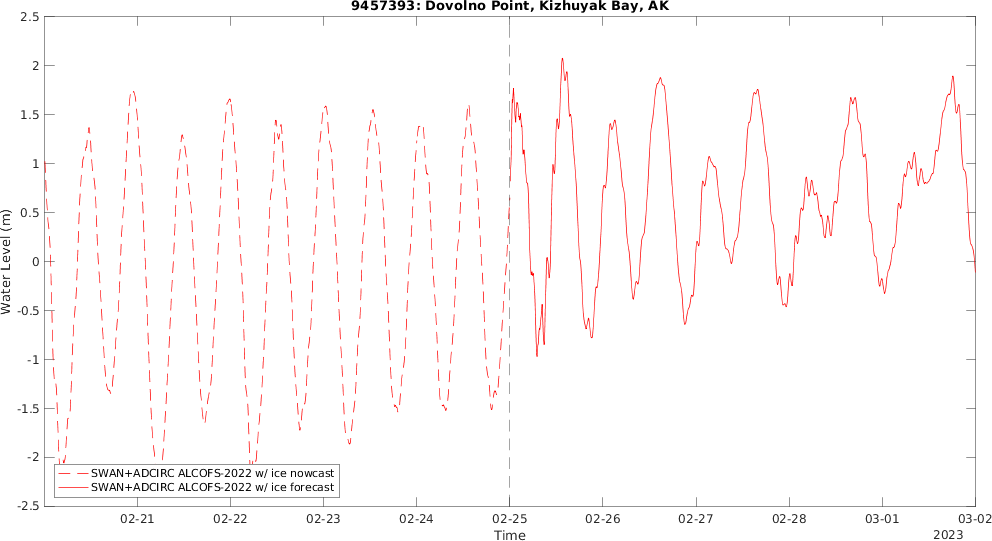 9457393: Dovolno Point, Kizhuyak Bay, AK
Water Level (m)
2.5
2
1.5
1
0.5
0
-0.5
-1
-1.5
-2
-2.5
SWAN+ADCIRC ALCOFS-2022 w/ ice nowcast
SWAN+ADCIRC ALCOFS-2022 w/ ice forecast
02-21 02-22 02-23 02-24 02-25 02-26 02-27 02-28 03-01 03-02
Time
2023